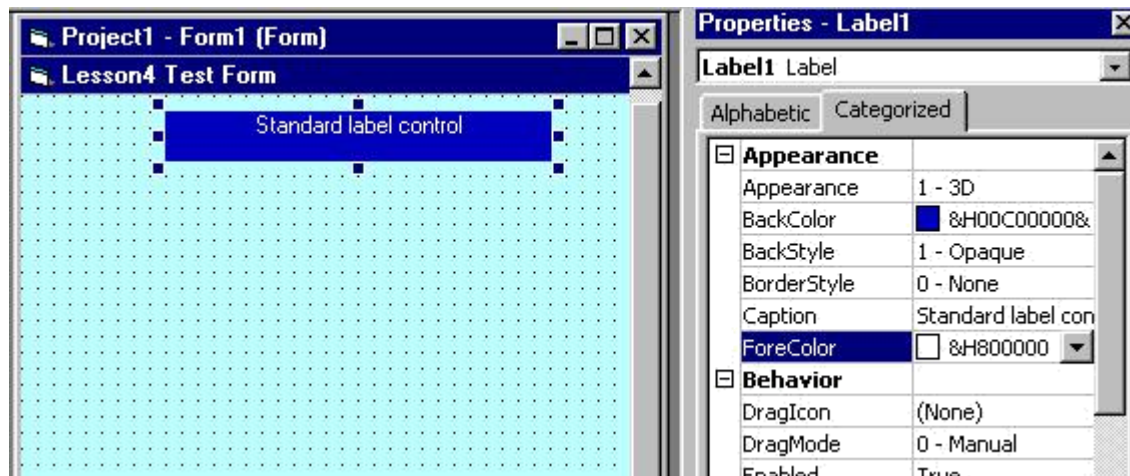 Project1 - Form1 (Form)
Lesson4 Test Form
Standard label control
Properties - Label1
Label1 Label
Alphabetic Categorized
Appearance
Appearance 1 - 3D
BackColor &H00C00000&
BackStyle 1 - Opaque
BorderStyle 0 - None
Caption Standard label con
ForeColor &H800000
Behavior
DragIcon (None)
DragMode 0 - Manual
Enabled True